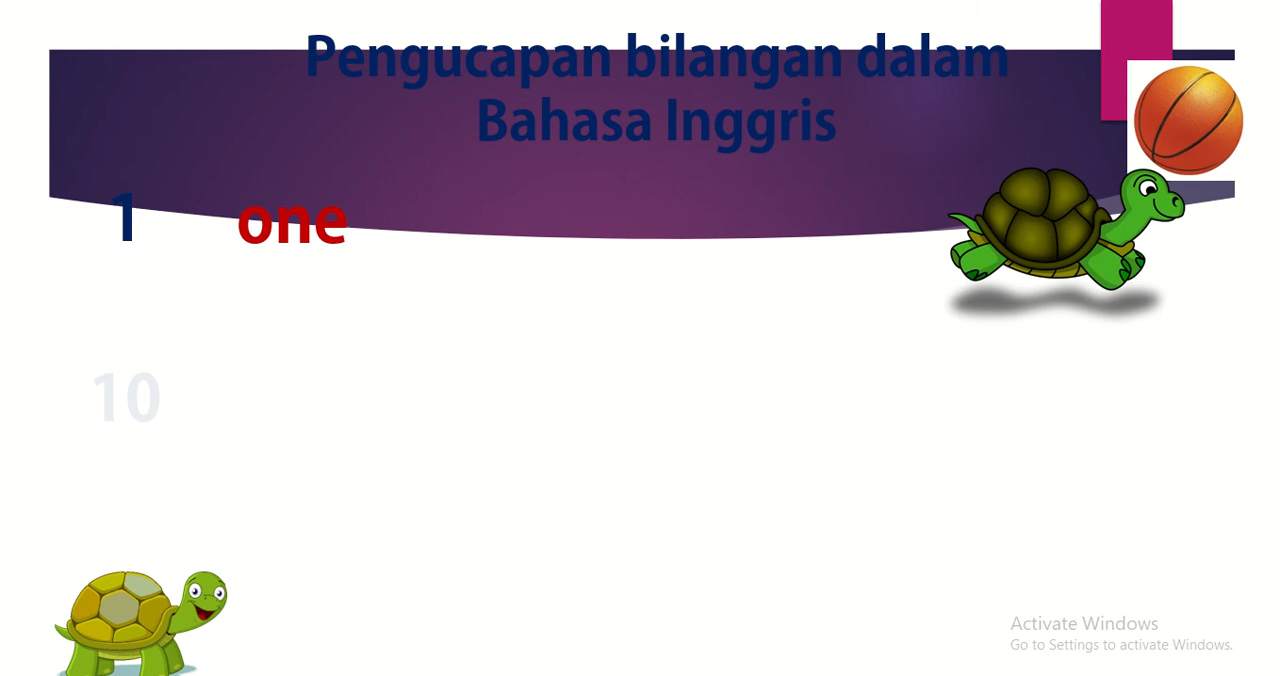 Pengucapan bilangan dalam
Bahasa Inggris
1 one
10
Activate Windows
Go to Settings to activate Windows.